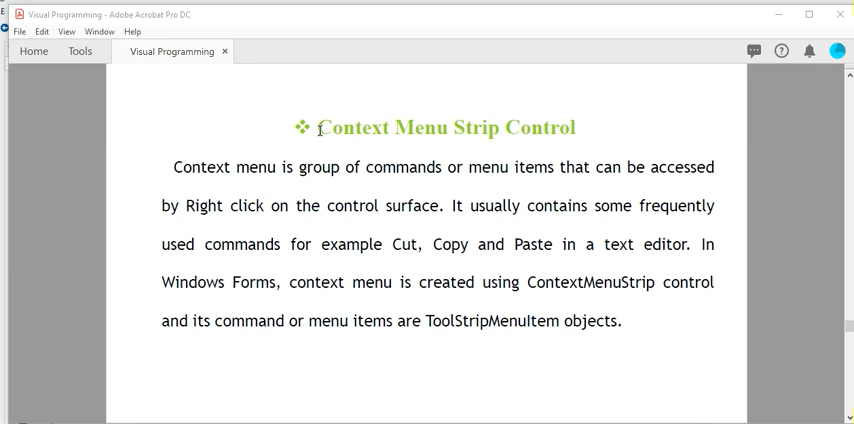 Visual Programming - Adobe Acrobat Pro DC
File Edit View Window Help
Home Tools Visual Programming ×
❖ Context Menu Strip Control
Context menu is group of commands or menu items that can be accessed
by Right click on the control surface. It usually contains some frequently
used commands for example Cut, Copy and Paste in a text editor. In
Windows Forms, context menu is created using ContextMenuStrip control
and its command or menu items are ToolStripMenuItem objects.